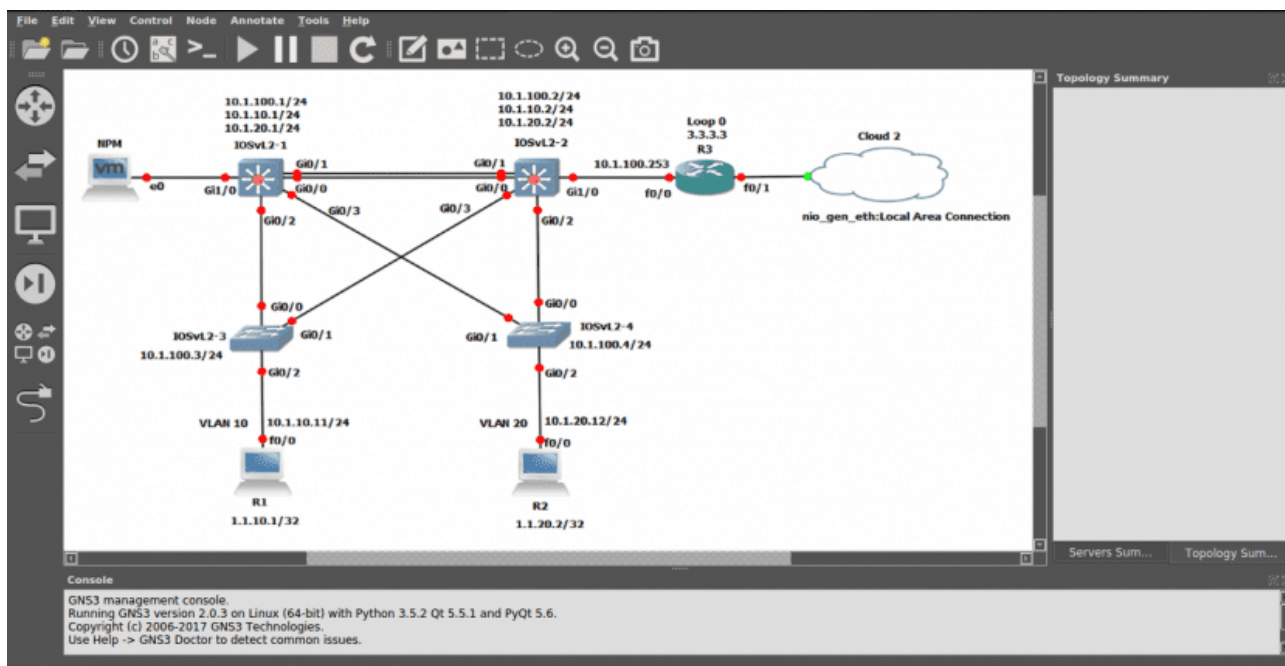 File Edit View Control Node Annotate Tools Help
Topology Summary
10.1.100.1/24
10.1.10.1/24
10.1.20.1/24
IOSvL2-1
10.1.100.2/24
10.1.10.2/24
10.1.20.2/24
IOSvL2-2
Loop 0
3.3.3.3
R3
Cloud 2
NPM
vm
e0
Gi1/0
Gi0/1
Gi0/0
Gi0/3
Gi0/2
Gi0/1
Gi0/0
Gi0/3
Gi1/0
Gi0/2
10.1.100.253
f0/0
f0/1
nio_gen_eth:Local Area Connection
Gi0/0
IOSvL2-3
Gi0/1
10.1.100.3/24
Gi0/2
Gi0/0
IOSvL2-4
Gi0/1
10.1.100.4/24
Gi0/2
VLAN 10
10.1.10.11/24
f0/0
VLAN 20
10.1.20.12/24
f0/0
R1
1.1.10.1/32
R2
1.1.20.2/32
Servers Sum...
Topology Sum...
Console
GNS3 management console.
Running GNS3 version 2.0.3 on Linux (64-bit) with Python 3.5.2 Qt 5.5.1 and PyQt 5.6.
Copyright (c) 2006-2017 GNS3 Technologies.
Use Help -> GNS3 Doctor to detect common issues.